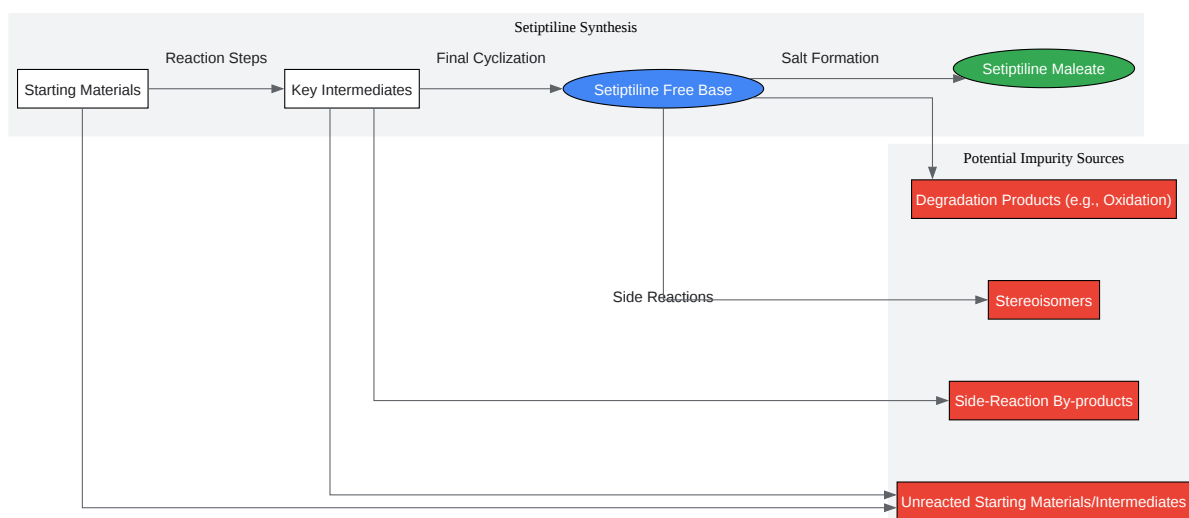 Setiptiline Synthesis
Reaction Steps
Final Cyclization
Salt Formation
Starting Materials
Key Intermediates
Setiptiline Free Base
Setiptiline Maleate
Potential Impurity Sources
Degradation Products (e.g., Oxidation)
Side Reactions
Stereoisomers
Side-Reaction By-products
Unreacted Starting Materials/Intermediates